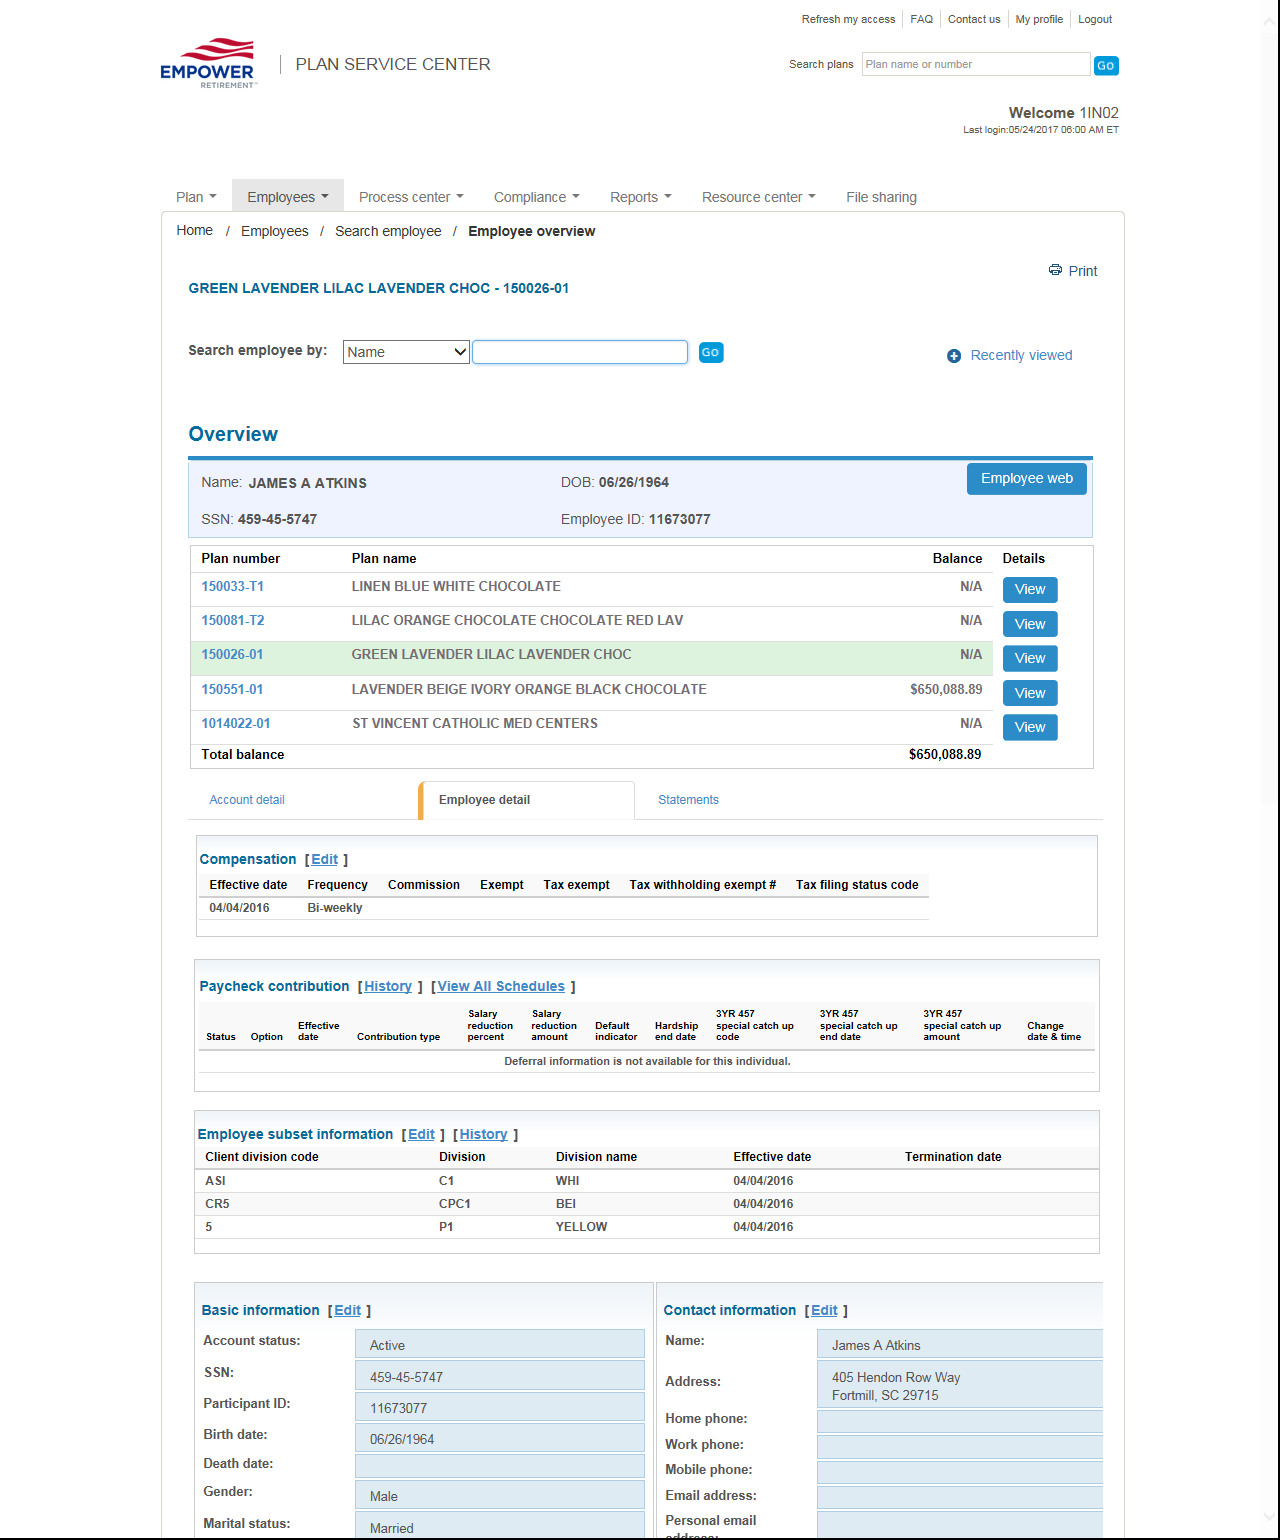 Refresh my access FAQ Contact us My profile Logout
EMPOWER
RETIREMENT
PLAN SERVICE CENTER
Search plans Plan name or number Go
Welcome 1IN02
Last login:05/24/2017 06:00 AM ET
Plan Employees Process center Compliance Reports Resource center File sharing
Home / Employees / Search employee / Employee overview
Print
GREEN LAVENDER LILAC LAVENDER CHOC - 150026-01
Search employee by: Name Go
Recently viewed
Overview
Name: JAMES A ATKINS DOB: 06/26/1964 Employee web
SSN: 459-45-5747 Employee ID: 11673077
Plan number Plan name Balance Details
150033-T1 LINEN BLUE WHITE CHOCOLATE N/A View
150081-T2 LILAC ORANGE CHOCOLATE CHOCOLATE RED LAV N/A View
150026-01 GREEN LAVENDER LILAC LAVENDER CHOC N/A View
150551-01 LAVENDER BEIGE IVORY ORANGE BLACK CHOCOLATE $650,088.89 View
1014022-01 ST VINCENT CATHOLIC MED CENTERS N/A View
Total balance $650,088.89
Account detail Employee detail Statements
Compensation [ Edit ]
Effective date Frequency Commission Exempt Tax exempt Tax withholding exempt # Tax filing status code
04/04/2016 Bi-weekly
Paycheck contribution [ History ] [ View All Schedules ]
Status Option Effective date Contribution type Salary reduction percent Salary reduction amount Default indicator Hardship end date 3YR 457 special catch up code 3YR 457 special catch up end date 3YR 457 special catch up amount Change date & time
Deferral information is not available for this individual.
Employee subset information [ Edit ] [ History ]
Client division code Division Division name Effective date Termination date
ASI C1 WHI 04/04/2016
CR5 CPC1 BEI 04/04/2016
5 P1 YELLOW 04/04/2016
Basic information [ Edit ]
Account status: Active
SSN: 459-45-5747
Participant ID: 11673077
Birth date: 06/26/1964
Death date:
Gender: Male
Marital status: Married
Contact information [ Edit ]
Name: James A Atkins
Address: 405 Hendon Row Way
Fortmill, SC 29715
Home phone:
Work phone:
Mobile phone:
Email address:
Personal email
address: